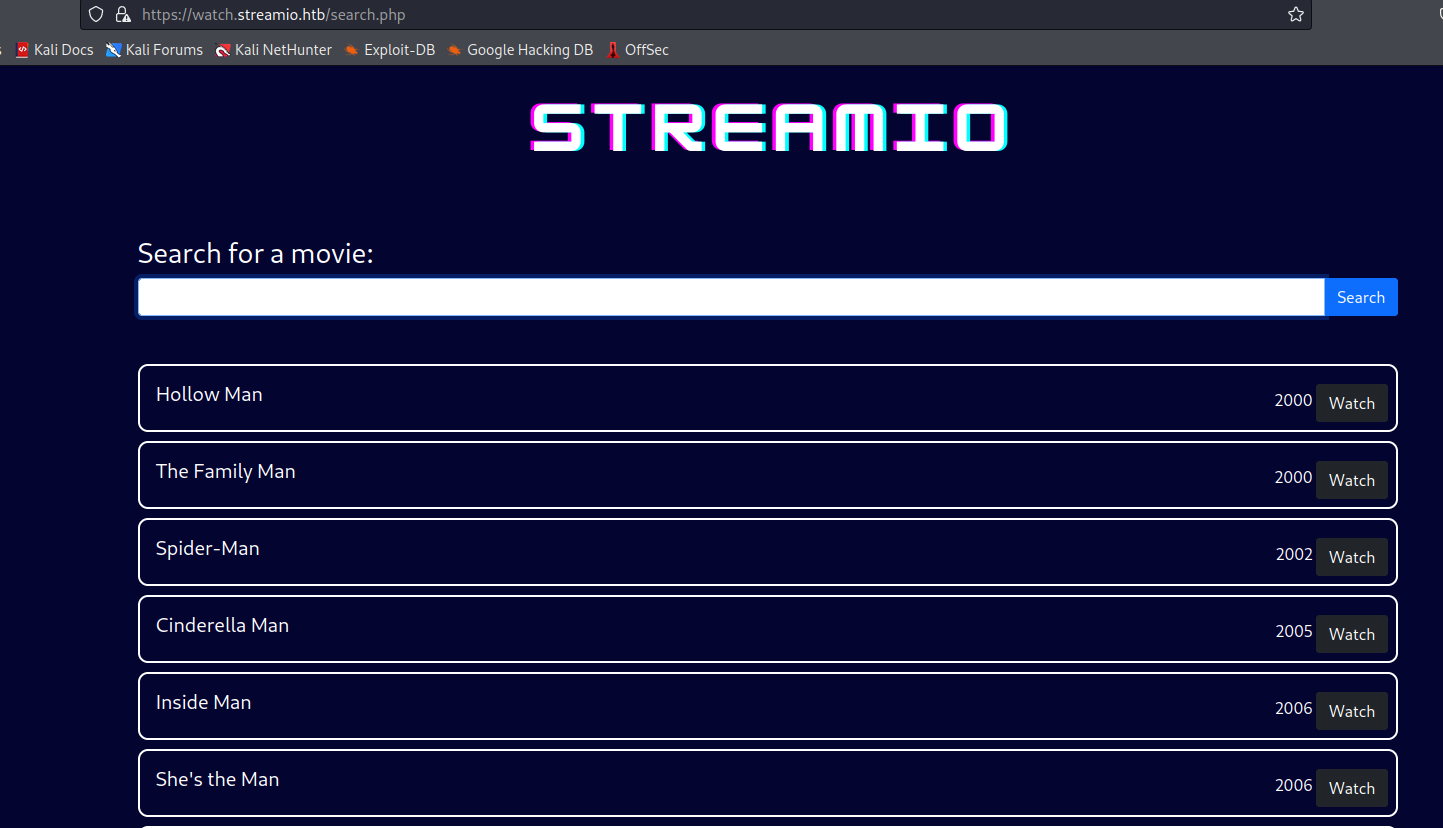 https://watch.streamio.htb/search.php
Kali Docs Kali Forums Kali NetHunter Exploit-DB Google Hacking DB OffSec
STREAMIO
Search for a movie:
Search
Hollow Man 2000 Watch
The Family Man 2000 Watch
Spider-Man 2002 Watch
Cinderella Man 2005 Watch
Inside Man 2006 Watch
She's the Man 2006 Watch